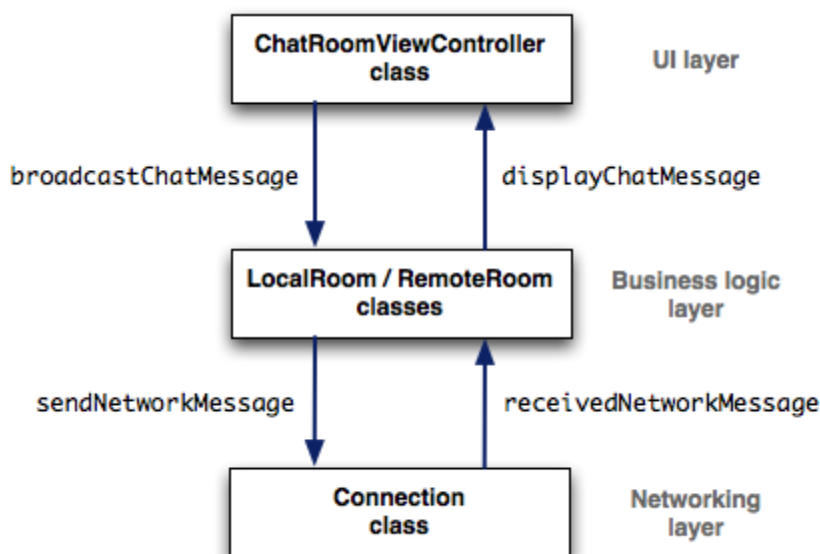 ChatRoomViewController
class
UI layer
broadcastChatMessage
displayChatMessage
LocalRoom / RemoteRoom
classes
Business logic
layer
sendNetworkMessage
receivedNetworkMessage
Connection
class
Networking
layer